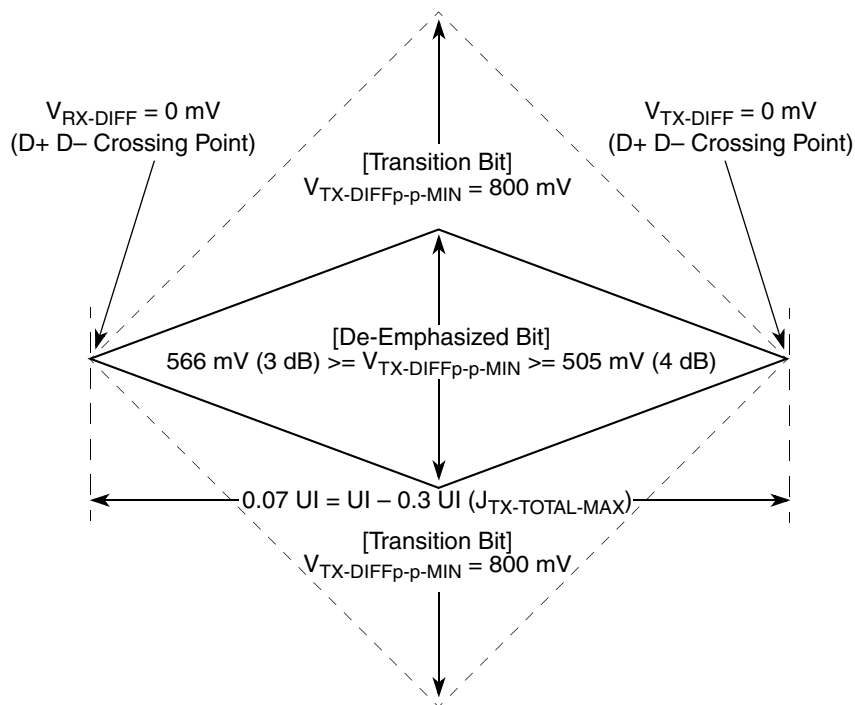 V_RX-DIFF = 0 mV
(D+ D– Crossing Point)
V_TX-DIFF = 0 mV
(D+ D– Crossing Point)
[Transition Bit]
V_TX-DIFFp-p-MIN = 800 mV
[De-Emphasized Bit]
566 mV (3 dB) >= V_TX-DIFFp-p-MIN >= 505 mV (4 dB)
0.07 UI = UI – 0.3 UI (J_TX-TOTAL-MAX)
[Transition Bit]
V_TX-DIFFp-p-MIN = 800 mV